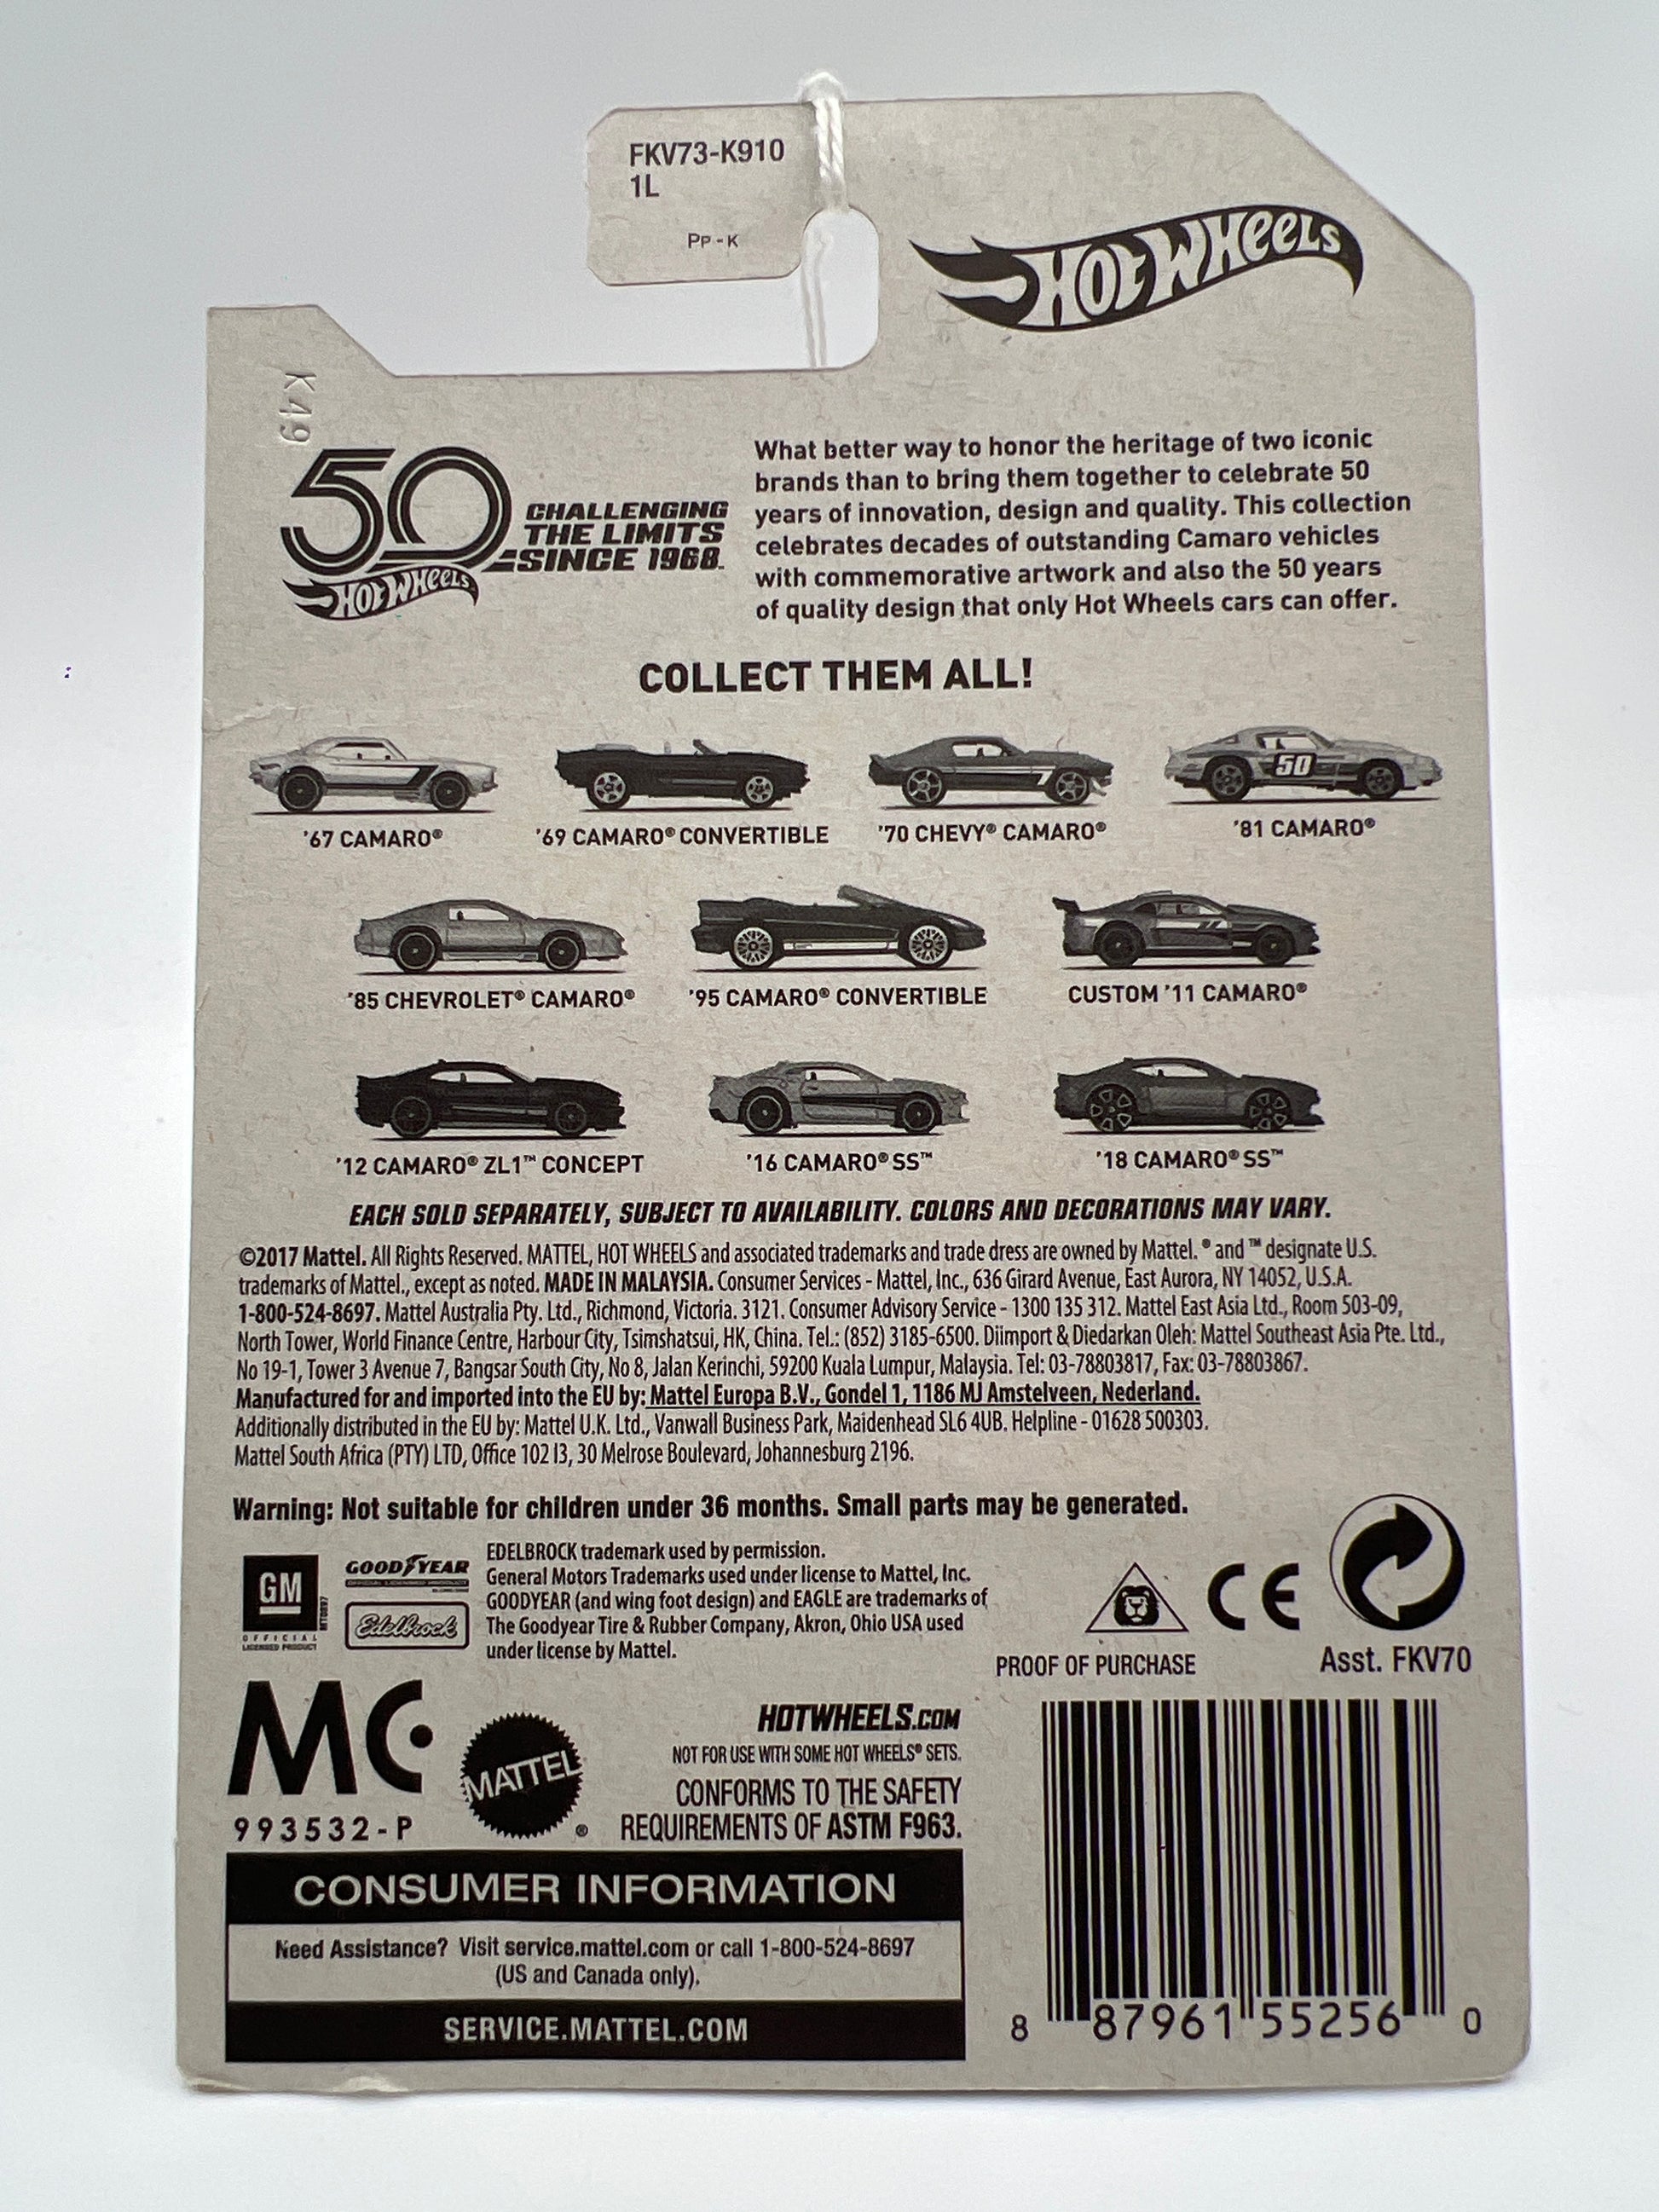 FKV73-K910
1L
PP-K
HOT WHEELS
K49
50
CHALLENGING
THE LIMITS
SINCE 1968.
HOT WHEELS
What better way to honor the heritage of two iconic
brands than to bring them together to celebrate 50
years of innovation, design and quality. This collection
celebrates decades of outstanding Camaro vehicles
with commemorative artwork and also the 50 years
of quality design that only Hot Wheels cars can offer.
COLLECT THEM ALL!
50
'67 CAMARO® '69 CAMARO® CONVERTIBLE '70 CHEVY® CAMARO® '81 CAMARO®
'85 CHEVROLET® CAMARO® '95 CAMARO® CONVERTIBLE CUSTOM '11 CAMARO®
'12 CAMARO® ZL1™ CONCEPT '16 CAMARO® SS™ '18 CAMARO® SS™
EACH SOLD SEPARATELY, SUBJECT TO AVAILABILITY. COLORS AND DECORATIONS MAY VARY.
©2017 Mattel. All Rights Reserved. MATTEL, HOT WHEELS and associated trademarks and trade dress are owned by Mattel. ® and ™ designate U.S.
trademarks of Mattel., except as noted. MADE IN MALAYSIA. Consumer Services - Mattel, Inc., 636 Girard Avenue, East Aurora, NY 14052, U.S.A.
1-800-524-8697. Mattel Australia Pty. Ltd., Richmond, Victoria. 3121. Consumer Advisory Service - 1300 135 312. Mattel East Asia Ltd., Room 503-09,
North Tower, World Finance Centre, Harbour City, Tsimshatsui, HK, China. Tel.: (852) 3185-6500. Diimport & Diedarkan Oleh: Mattel Southeast Asia Pte. Ltd.,
No 19-1, Tower 3 Avenue 7, Bangsar South City, No 8, Jalan Kerinchi, 59200 Kuala Lumpur, Malaysia. Tel: 03-78803817, Fax: 03-78803867.
Manufactured for and imported into the EU by: Mattel Europa B.V., Gondel 1, 1186 MJ Amstelveen, Nederland.
Additionally distributed in the EU by: Mattel U.K. Ltd., Vanwall Business Park, Maidenhead SL6 4UB. Helpline - 01628 500303.
Mattel South Africa (PTY) LTD, Office 102 I3, 30 Melrose Boulevard, Johannesburg 2196.
Warning: Not suitable for children under 36 months. Small parts may be generated.
GM
OFFICIAL
LICENSED PRODUCT
GOODYEAR
OFFICIAL LICENSED PRODUCT
Edelbrock
EDELBROCK trademark used by permission.
General Motors Trademarks used under license to Mattel, Inc.
GOODYEAR (and wing foot design) and EAGLE are trademarks of
The Goodyear Tire & Rubber Company, Akron, Ohio USA used
under license by Mattel.
CE
PROOF OF PURCHASE
Asst. FKV70
MC
993532-P
MATTEL ®
HOTWHEELS.COM
NOT FOR USE WITH SOME HOT WHEELS® SETS.
CONFORMS TO THE SAFETY
REQUIREMENTS OF ASTM F963.
CONSUMER INFORMATION
Need Assistance? Visit service.mattel.com or call 1-800-524-8697
(US and Canada only).
SERVICE.MATTEL.COM
8 87961 55256 0